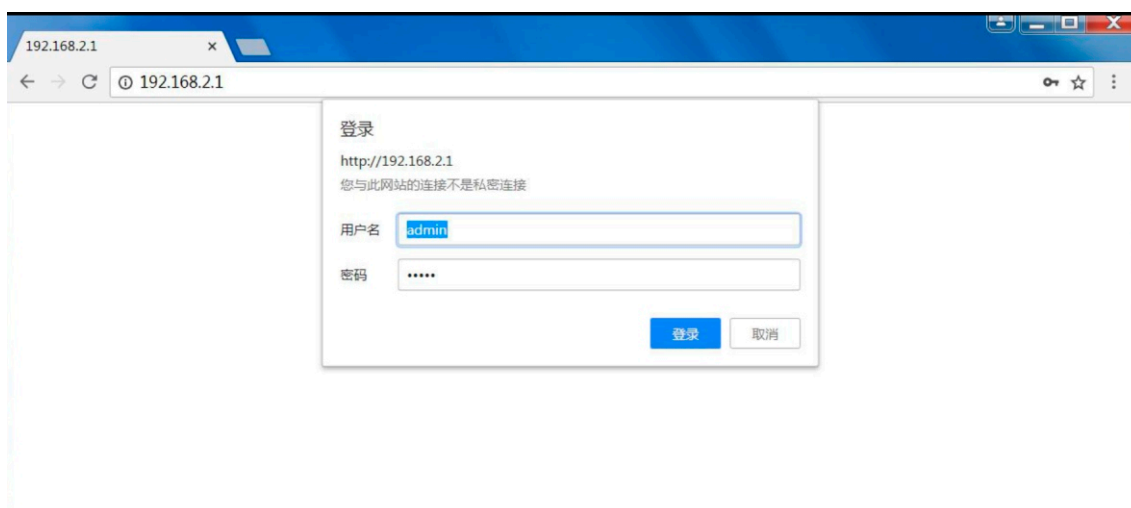 192.168.2.1
192.168.2.1
登录
http://192.168.2.1
您与此网站的连接不是私密连接
用户名 admin
密码 •••••
登录 取消